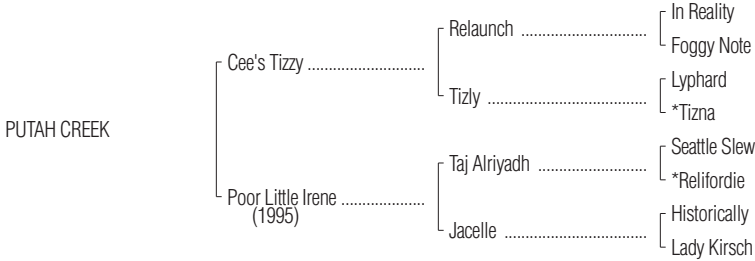 In Reality
Relaunch ..............................
Foggy Note
Cee's Tizzy ............................
Lyphard
Tizly ......................................
*Tizna
PUTAH CREEK
Seattle Slew
Taj Alriyadh ..........................
*Relifordie
Poor Little Irene ....................
(1995)
Historically
Jacelle ..................................
Lady Kirsch